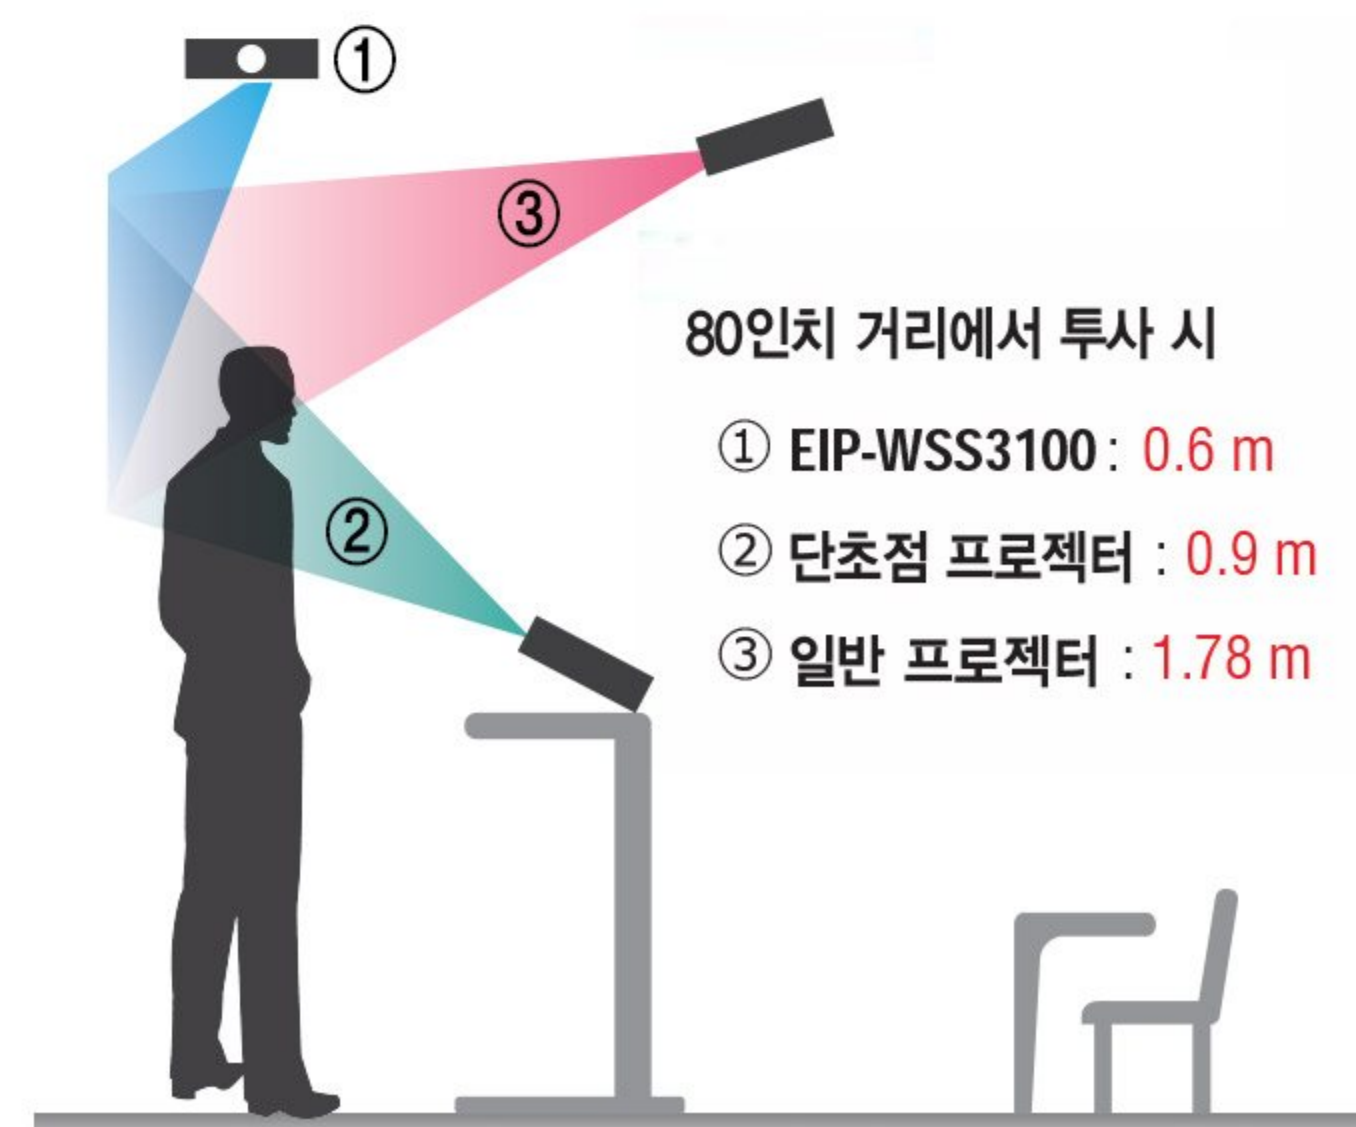 ①
③
80인치 거리에서 투사 시
① EIP-WSS3100 : 0.6 m
②
② 단초점 프로젝터 : 0.9 m
③ 일반 프로젝터 : 1.78 m